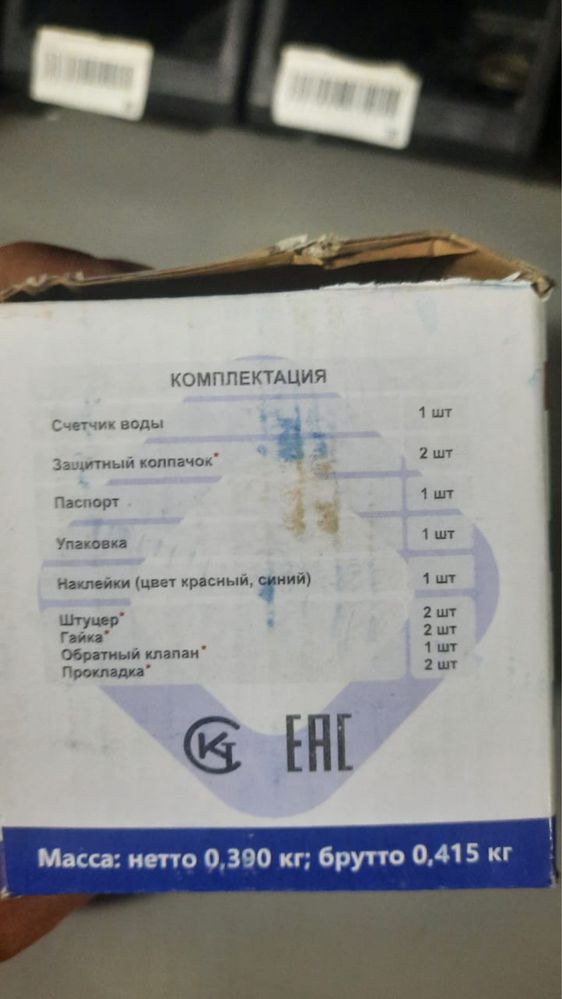 КОМПЛЕКТАЦИЯ
Счетчик воды 1 шт
Защитный колпачок* 2 шт
Паспорт 1 шт
Упаковка 1 шт
Наклейки (цвет красный, синий) 1 шт
Штуцер* 2 шт
Гайка* 2 шт
Обратный клапан* 1 шт
Прокладка* 2 шт
ЕАС
Масса: нетто 0,390 кг; брутто 0,415 кг